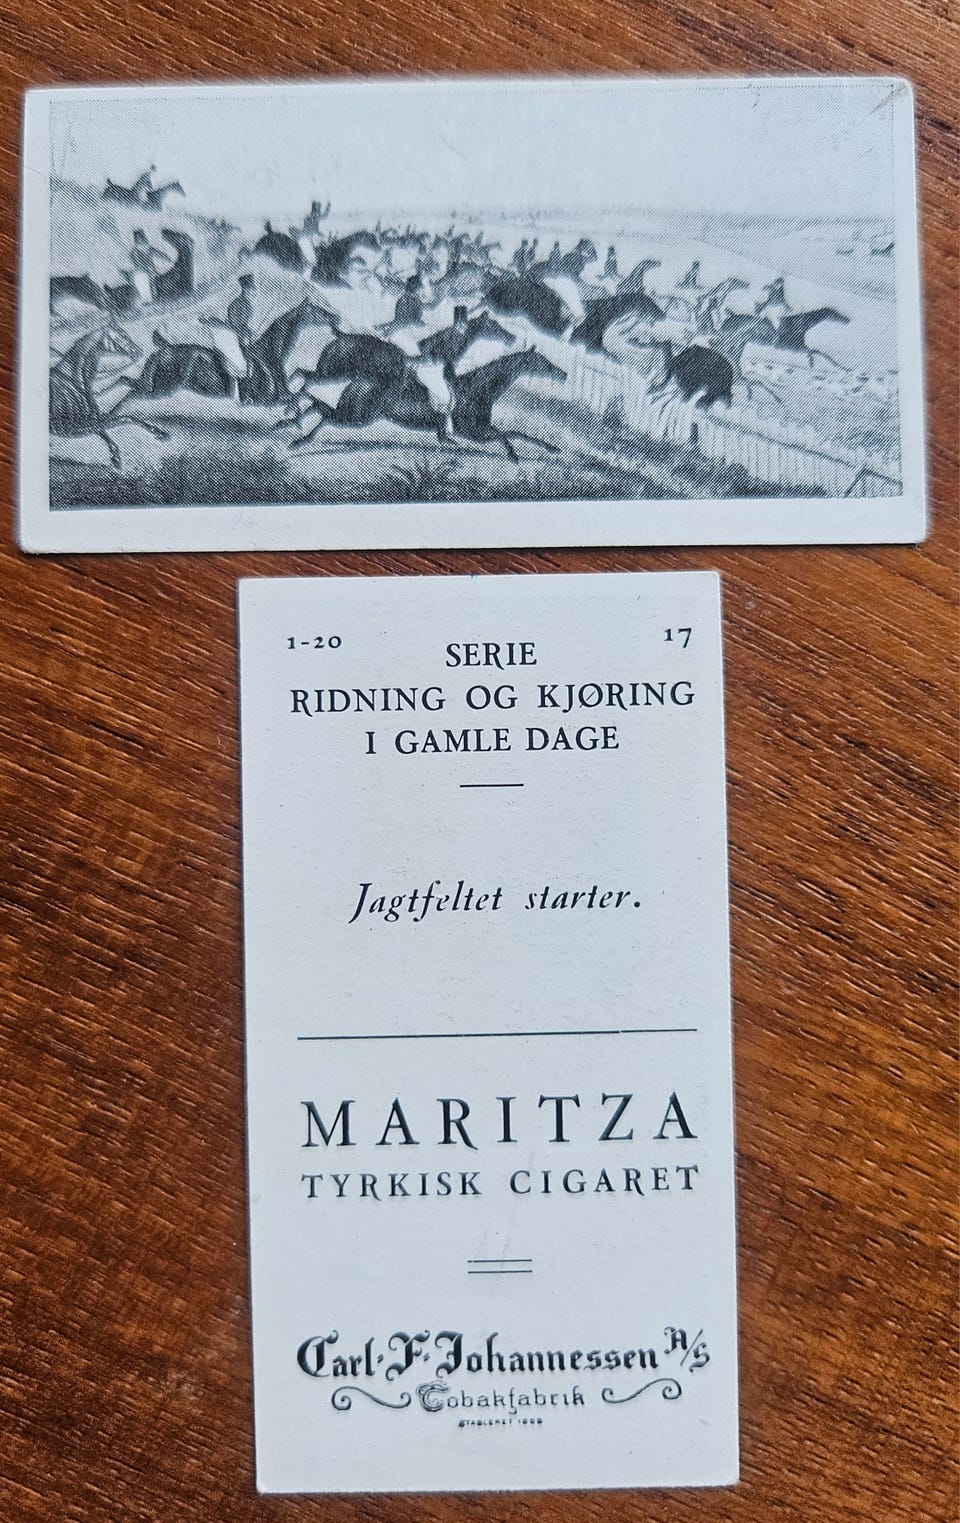 1-20 17
SERIE
RIDNING OG KJØRING
I GAMLE DAGE
Jagtfeltet starter.
MARITZA
TYRKISK CIGARET
Carl·F·Johannessen A/S
Tobakfabrik